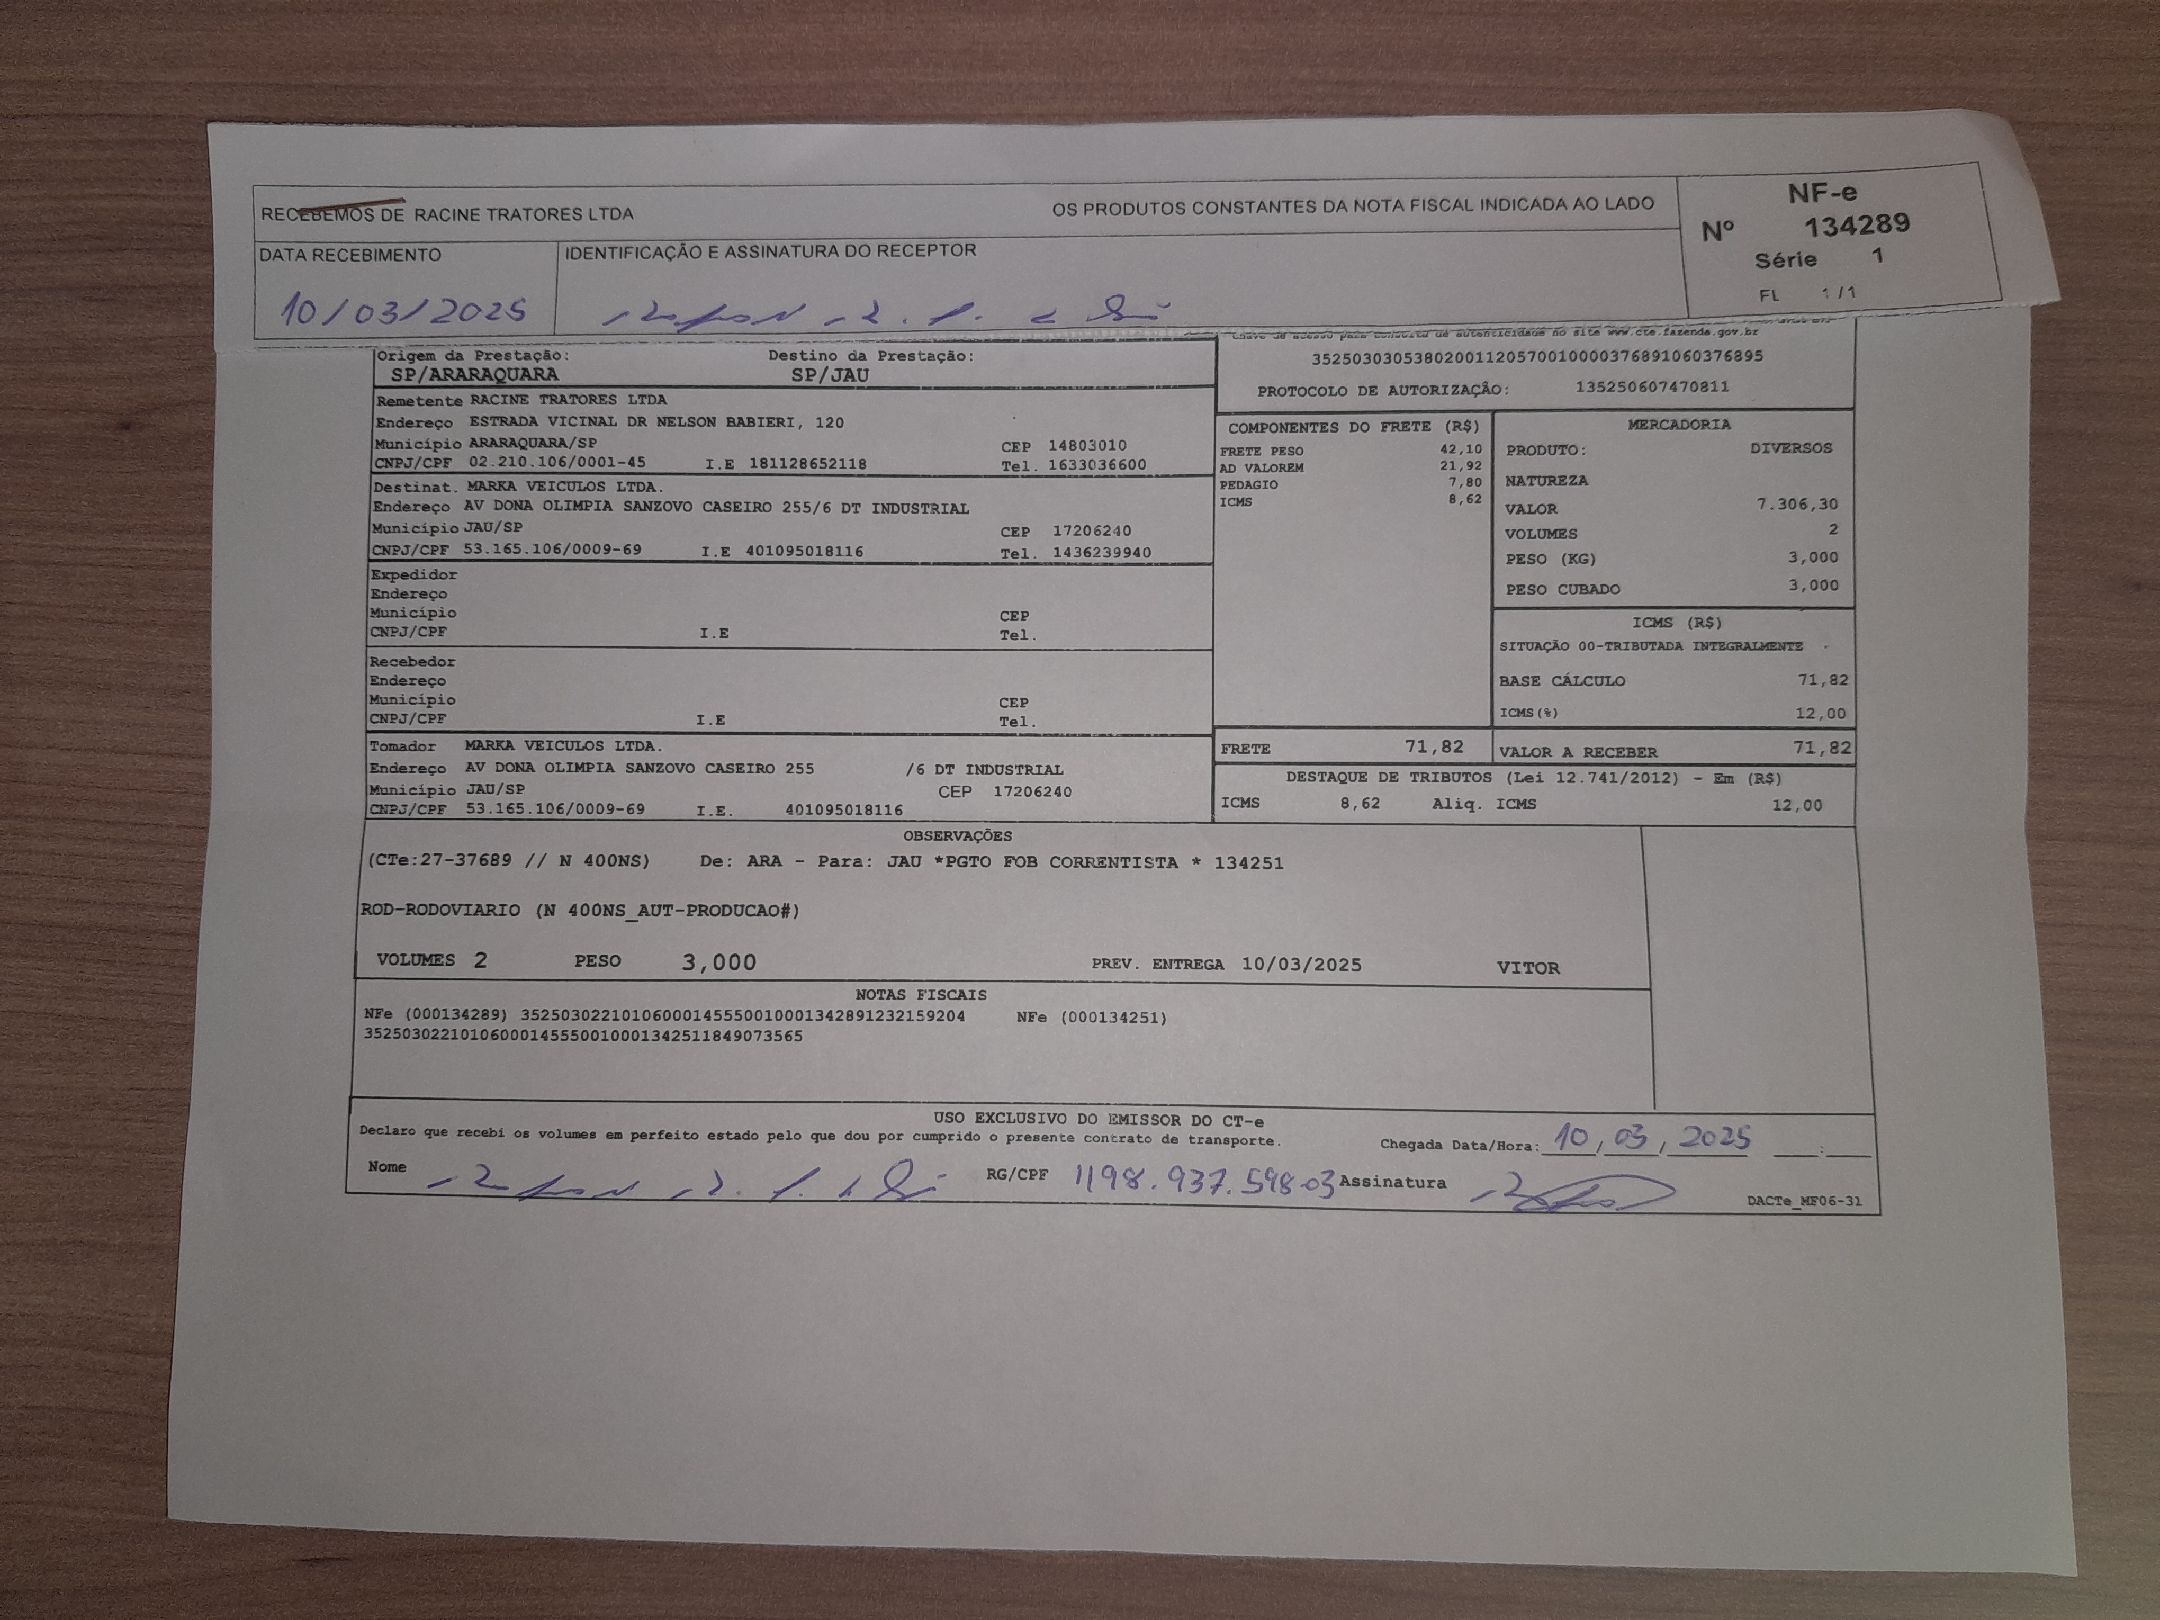 RECEBEMOS DE RACINE TRATORES LTDA OS PRODUTOS CONSTANTES DA NOTA FISCAL INDICADA AO LADO
NF-e
Nº 134289
Série 1
FL 1/1
DATA RECEBIMENTO
10/03/2025
IDENTIFICAÇÃO E ASSINATURA DO RECEPTOR
Chave de acesso para consulta de autenticidade no site www.cte.fazenda.gov.br
35250303053802001120570010000376891060376895
PROTOCOLO DE AUTORIZAÇÃO: 135250607470811
Origem da Prestação: Destino da Prestação:
SP/ARARAQUARA SP/JAU
Remetente RACINE TRATORES LTDA
Endereço ESTRADA VICINAL DR NELSON BABIERI, 120
Município ARARAQUARA/SP CEP 14803010
CNPJ/CPF 02.210.106/0001-45 I.E 181128652118 Tel. 1633036600
Destinat. MARKA VEICULOS LTDA.
Endereço AV DONA OLIMPIA SANZOVO CASEIRO 255/6 DT INDUSTRIAL
Município JAU/SP CEP 17206240
CNPJ/CPF 53.165.106/0009-69 I.E 401095018116 Tel. 1436239940
Expedidor
Endereço
Município CEP
CNPJ/CPF I.E Tel.
Recebedor
Endereço
Município CEP
CNPJ/CPF I.E Tel.
Tomador MARKA VEICULOS LTDA.
Endereço AV DONA OLIMPIA SANZOVO CASEIRO 255 /6 DT INDUSTRIAL
Município JAU/SP CEP 17206240
CNPJ/CPF 53.165.106/0009-69 I.E. 401095018116
COMPONENTES DO FRETE (R$)
FRETE PESO 42,10
AD VALOREM 21,92
PEDAGIO 7,80
ICMS 8,62
MERCADORIA
PRODUTO: DIVERSOS
NATUREZA
VALOR 7.306,30
VOLUMES 2
PESO (KG) 3,000
PESO CUBADO 3,000
ICMS (R$)
SITUAÇÃO 00-TRIBUTADA INTEGRALMENTE
BASE CÁLCULO 71,82
ICMS(%) 12,00
FRETE 71,82 VALOR A RECEBER 71,82
DESTAQUE DE TRIBUTOS (Lei 12.741/2012) - Em (R$)
ICMS 8,62 Aliq. ICMS 12,00
OBSERVAÇÕES
(CTe:27-37689 // N 400NS) De: ARA - Para: JAU *PGTO FOB CORRENTISTA * 134251
ROD-RODOVIARIO (N 400NS_AUT-PRODUCAO#)
VOLUMES 2 PESO 3,000 PREV. ENTREGA 10/03/2025 VITOR
NOTAS FISCAIS
NFe (000134289) 35250302210106000145550010001342891232159204 NFe (000134251)
35250302210106000145550010001342511849073565
USO EXCLUSIVO DO EMISSOR DO CT-e
Declaro que recebi os volumes em perfeito estado pelo que dou por cumprido o presente contrato de transporte. Chegada Data/Hora: 10/03/2025 :
Nome RG/CPF 1198.937.598-03 Assinatura
DACTe_MF06-31